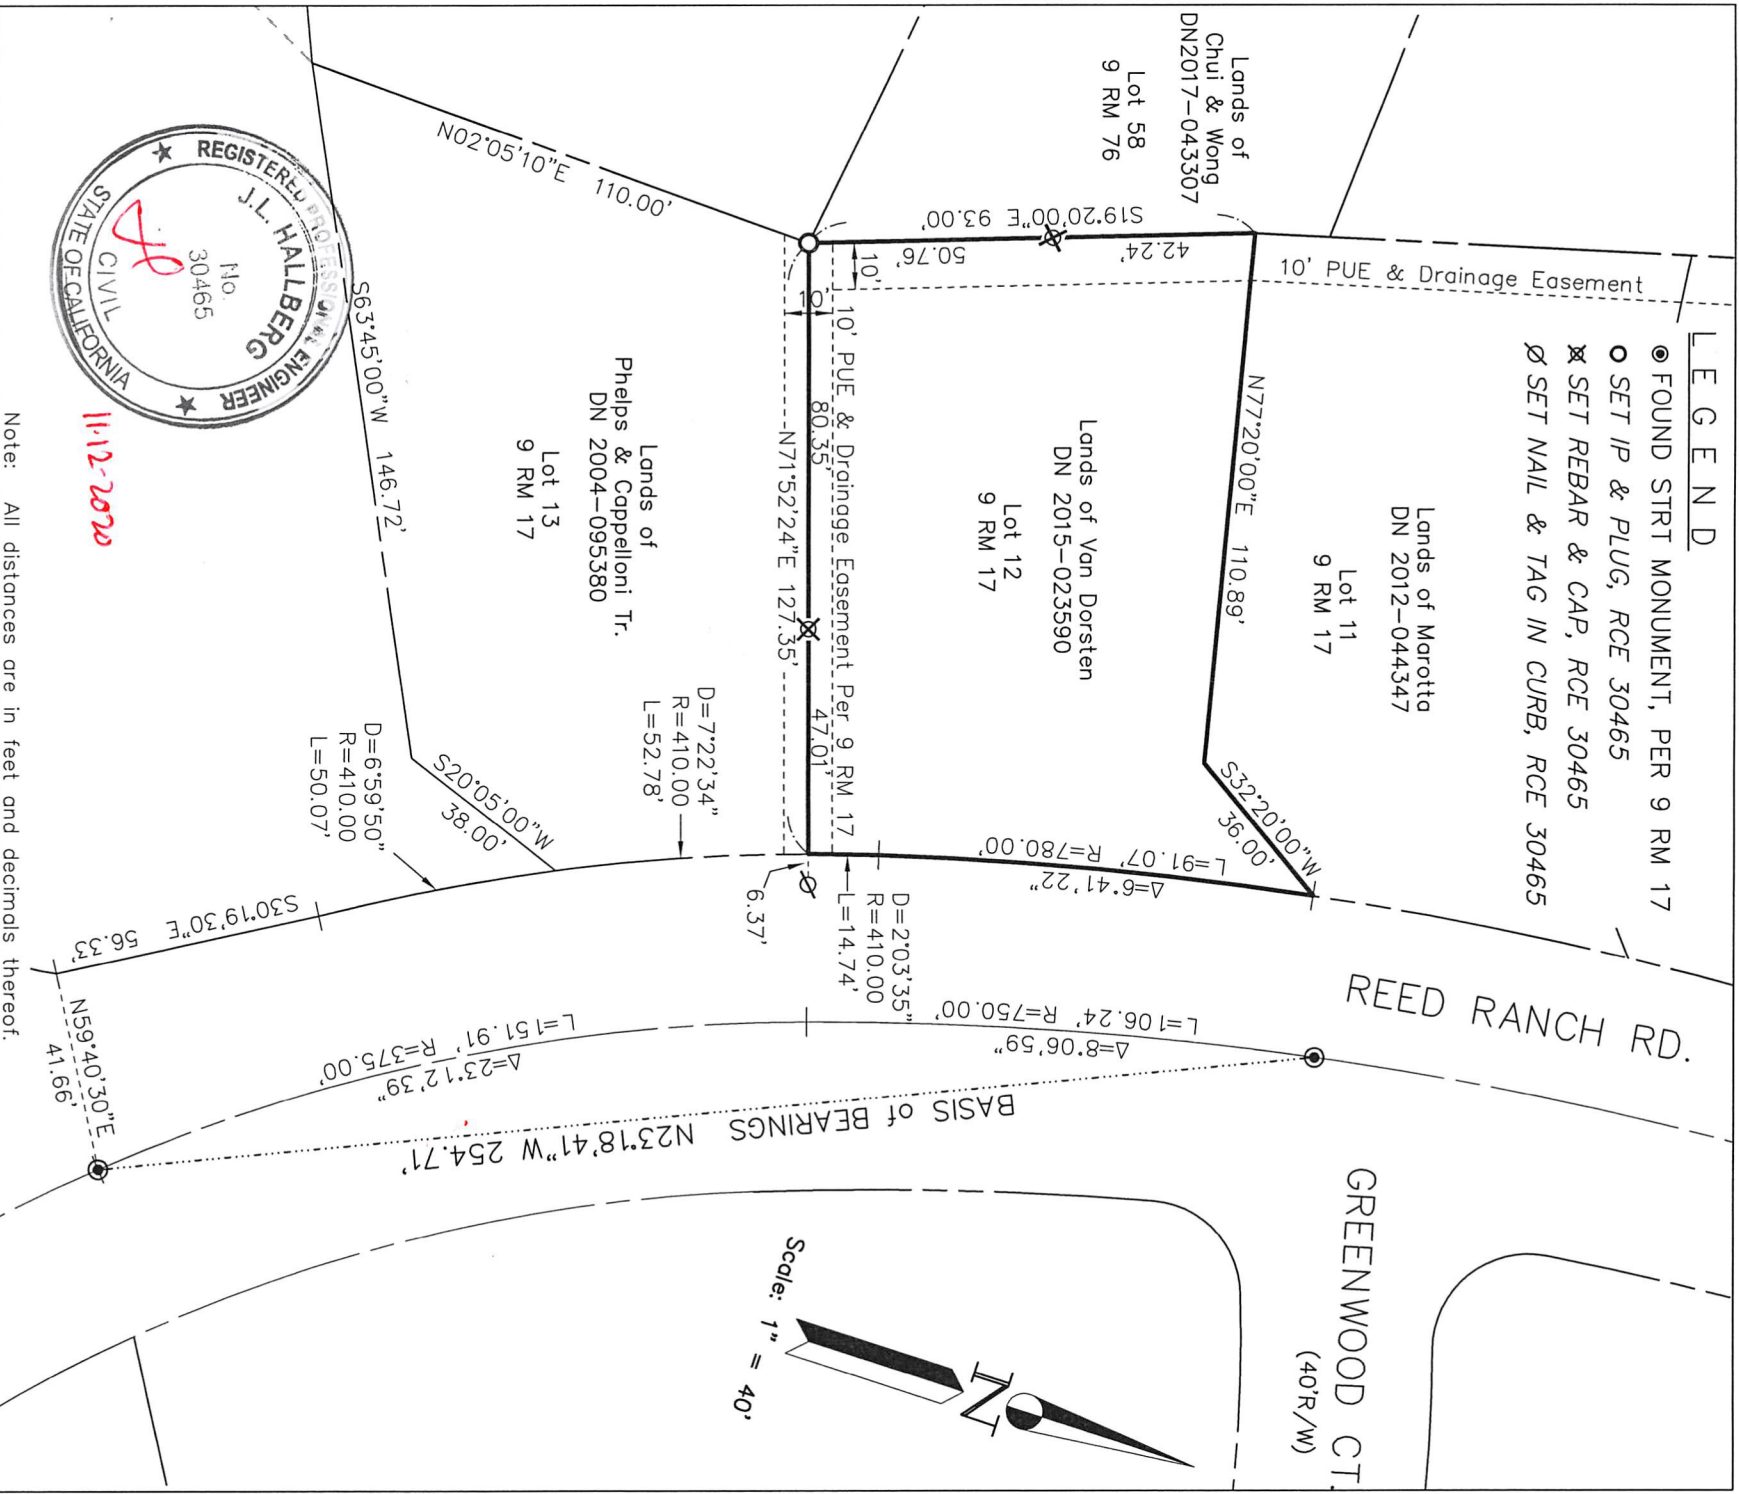 LEGEND
FOUND STRT MONUMENT, PER 9 RM 17
SET IP & PLUG, RCE 30465
SET REBAR & CAP, RCE 30465
SET NAIL & TAG IN CURB, RCE 30465
Lands of
Chui & Wong
DN2017-043307
Lot 58
9 RM 76
S19°20'00"E 93.00'
42.24'
50.76'
10' PUE & Drainage Easement
N77°20'00"E 110.89'
Lands of Marotta
DN 2012-044347
Lot 11
9 RM 17
S32°20'00"W
36.00'
Lands of Van Dorsten
DN 2015-023590
Lot 12
9 RM 17
10'
10'
10' PUE & Drainage Easement Per 9 RM 17
80.35'
47.01'
N71°52'24"E 127.35'
L=91.07' R=780.00'
Δ=6°41'22"
D=2°03'35"
R=410.00
L=14.74'
6.37'
N02°05'10"E 110.00'
Lands of
Phelps & Cappelloni Tr.
DN 2004-095380
Lot 13
9 RM 17
S63°45'00"W 146.72'
D=7°22'34"
R=410.00
L=52.78'
S20°05'00"W
38.00'
D=6°59'50"
R=410.00
L=50.07'
S30°19'30"E 56.33'
N59°40'30"E
41.66'
REED RANCH RD.
L=106.24' R=750.00'
Δ=8°06'59"
L=151.91' R=375.00'
Δ=23°12'39"
BASIS of BEARINGS N23°18'41"W 254.71'
GREENWOOD CT.
(40'R/W)
N
Scale: 1" = 40'
REGISTERED PROFESSIONAL ENGINEER
J.L. HALLBERG
No.
30465
CIVIL
STATE OF CALIFORNIA
11-12-2020
Note: All distances are in feet and decimals thereof.